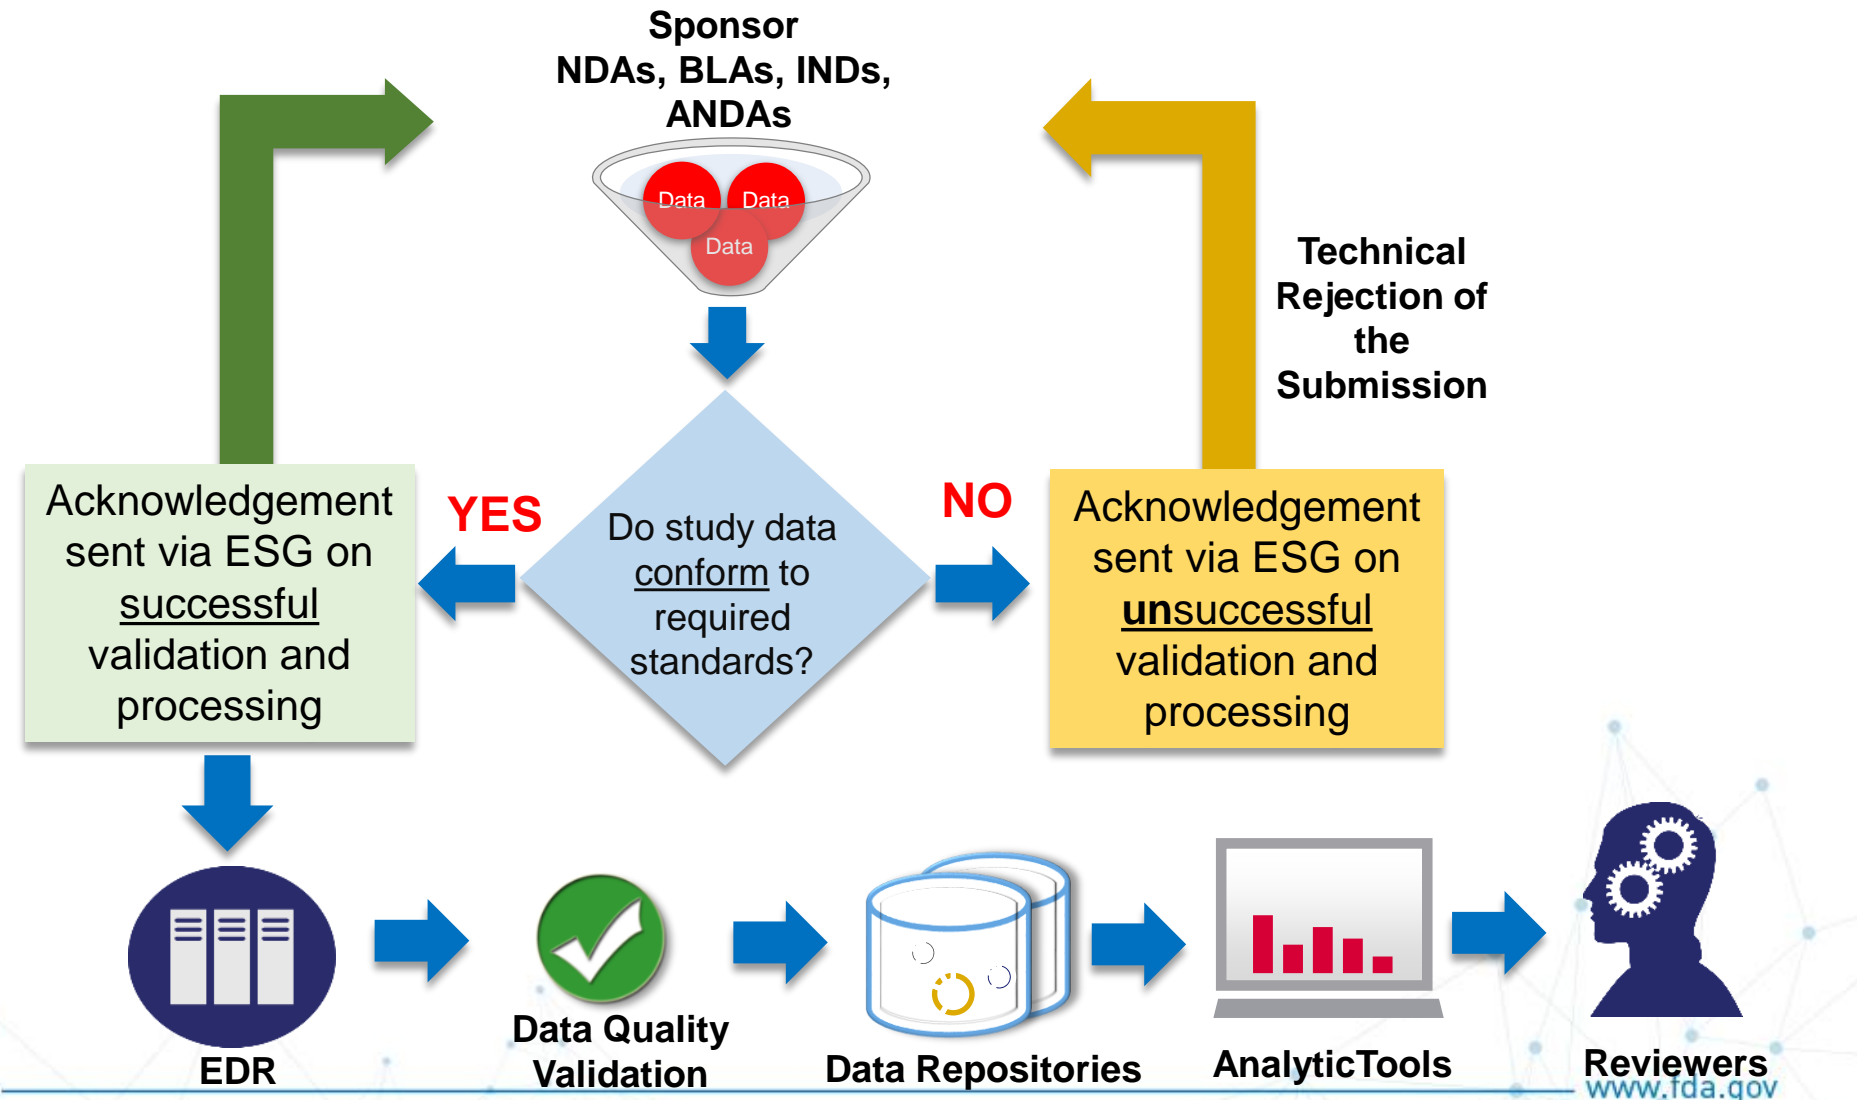 Sponsor
NDAs, BLAs, INDs,
ANDAs
Data
Data
Data
Technical
Rejection of
the
Submission
YES
NO
Acknowledgement
sent via ESG on
successful
validation and
processing
Do study data
conform to
required
standards?
Acknowledgement
sent via ESG on
unsuccessful
validation and
processing
EDR
Data Quality
Validation
Data Repositories
AnalyticTools
Reviewers
www.fda.gov